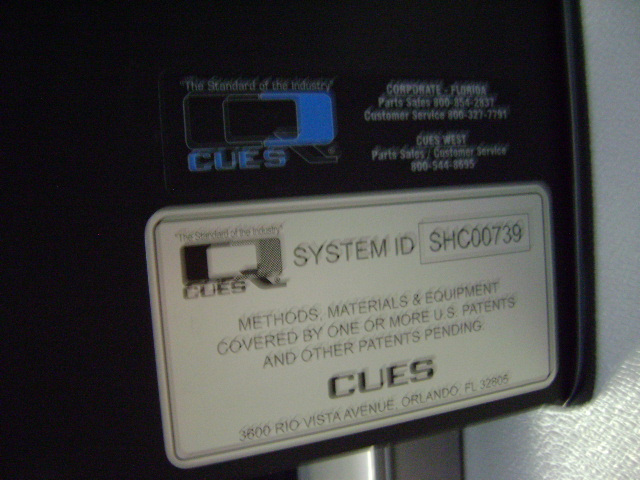 "The Standard of the Industry"
CUES
CORPORATE - FLORIDA
Parts Sales 800-854-2837
Customer Service 800-327-7791
CUES WEST
Parts Sales / Customer Service
800-544-8695
"The Standard of the Industry"
CUES
SYSTEM ID SHC00739
METHODS, MATERIALS & EQUIPMENT
COVERED BY ONE OR MORE U.S. PATENTS
AND OTHER PATENTS PENDING.
CUES
3600 RIO VISTA AVENUE, ORLANDO, FL 32805